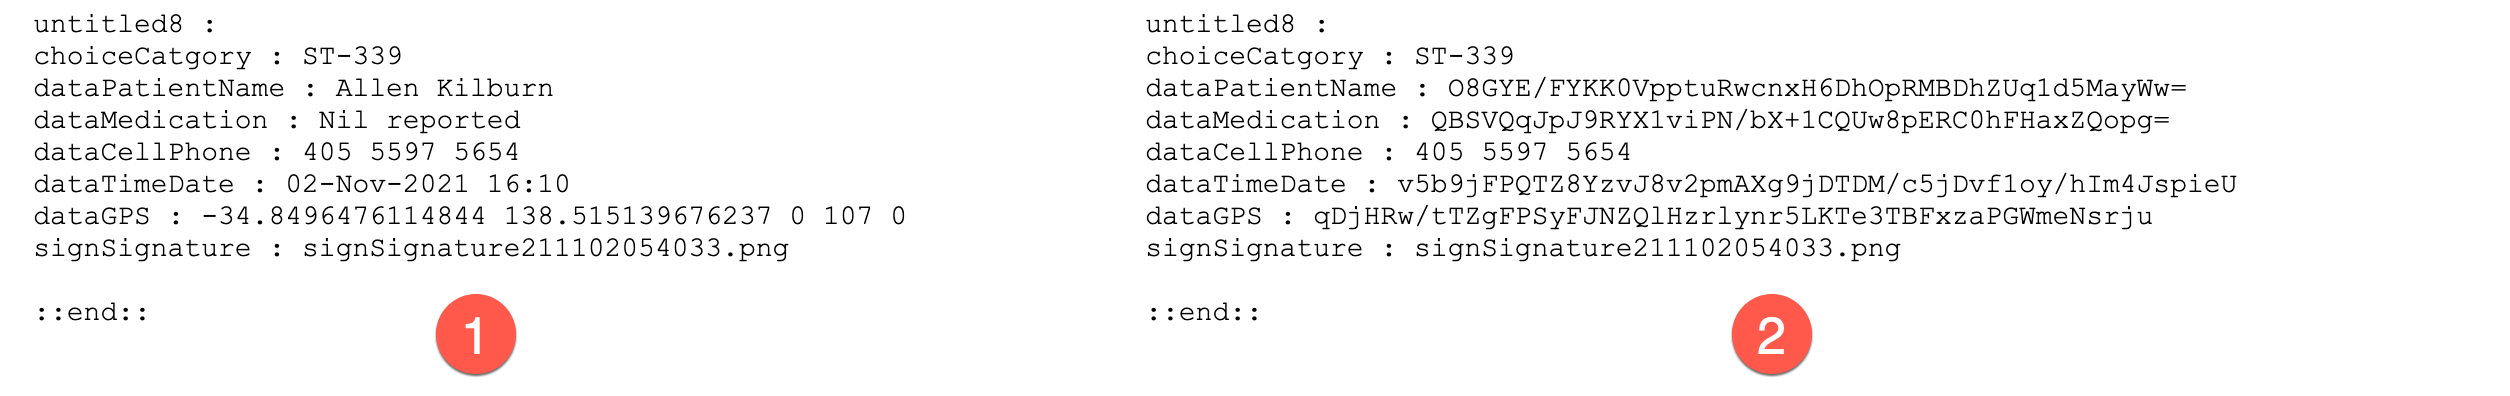 untitled8 :
choiceCatgory : ST-339
dataPatientName : Allen Kilburn
dataMedication : Nil reported
dataCellPhone : 405 5597 5654
dataTimeDate : 02-Nov-2021 16:10
dataGPS : -34.8496476114844 138.515139676237 0 107 0
signSignature : signSignature211102054033.png
::end::
1
untitled8 :
choiceCatgory : ST-339
dataPatientName : O8GYE/FYKK0VpptuRwcnxH6DhOpRMBDhZUq1d5MayWw=
dataMedication : QBSVQqJpJ9RYX1viPN/bX+1CQUw8pERC0hFHaxZQopg=
dataCellPhone : 405 5597 5654
dataTimeDate : v5b9jFPQTZ8YzvJ8v2pmAXg9jDTDM/c5jDvf1oy/hIm4JspieU
dataGPS : qDjHRw/tTZgFPSyFJNZQlHzrlynr5LKTe3TBFxzaPGWmeNsrju
signSignature : signSignature211102054033.png
::end::
2